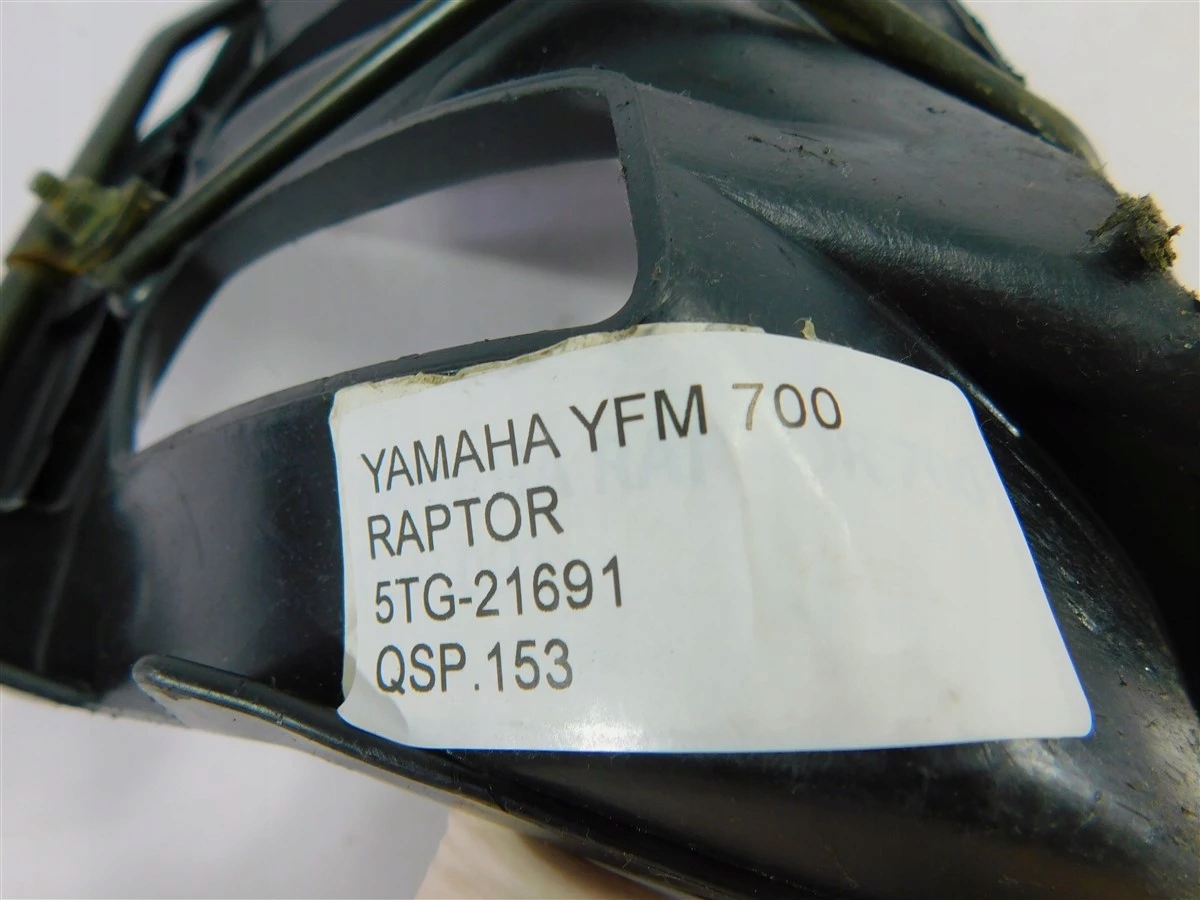 YAMAHA YFM 700
RAPTOR
5TG-21691
QSP.153